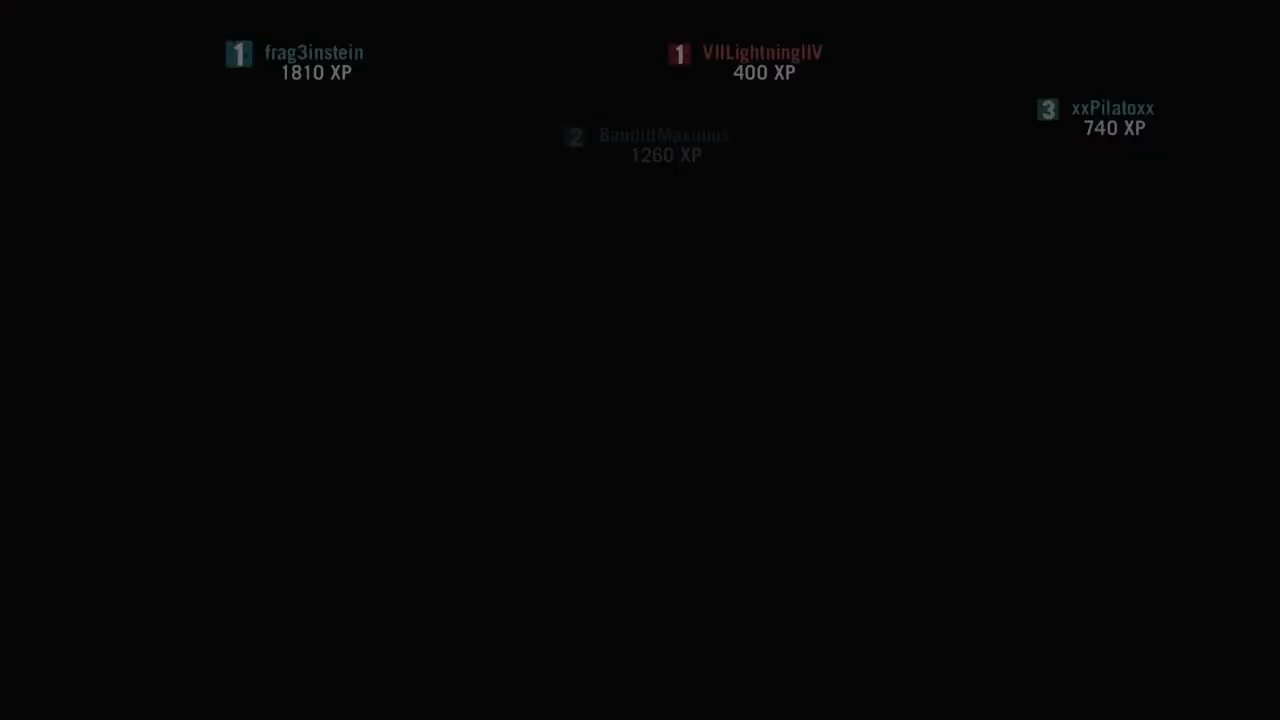 1 frag3instein
1810 XP
1 VIILightningIIV
400 XP
3 xxPilatoxx
740 XP
2
1260 XP